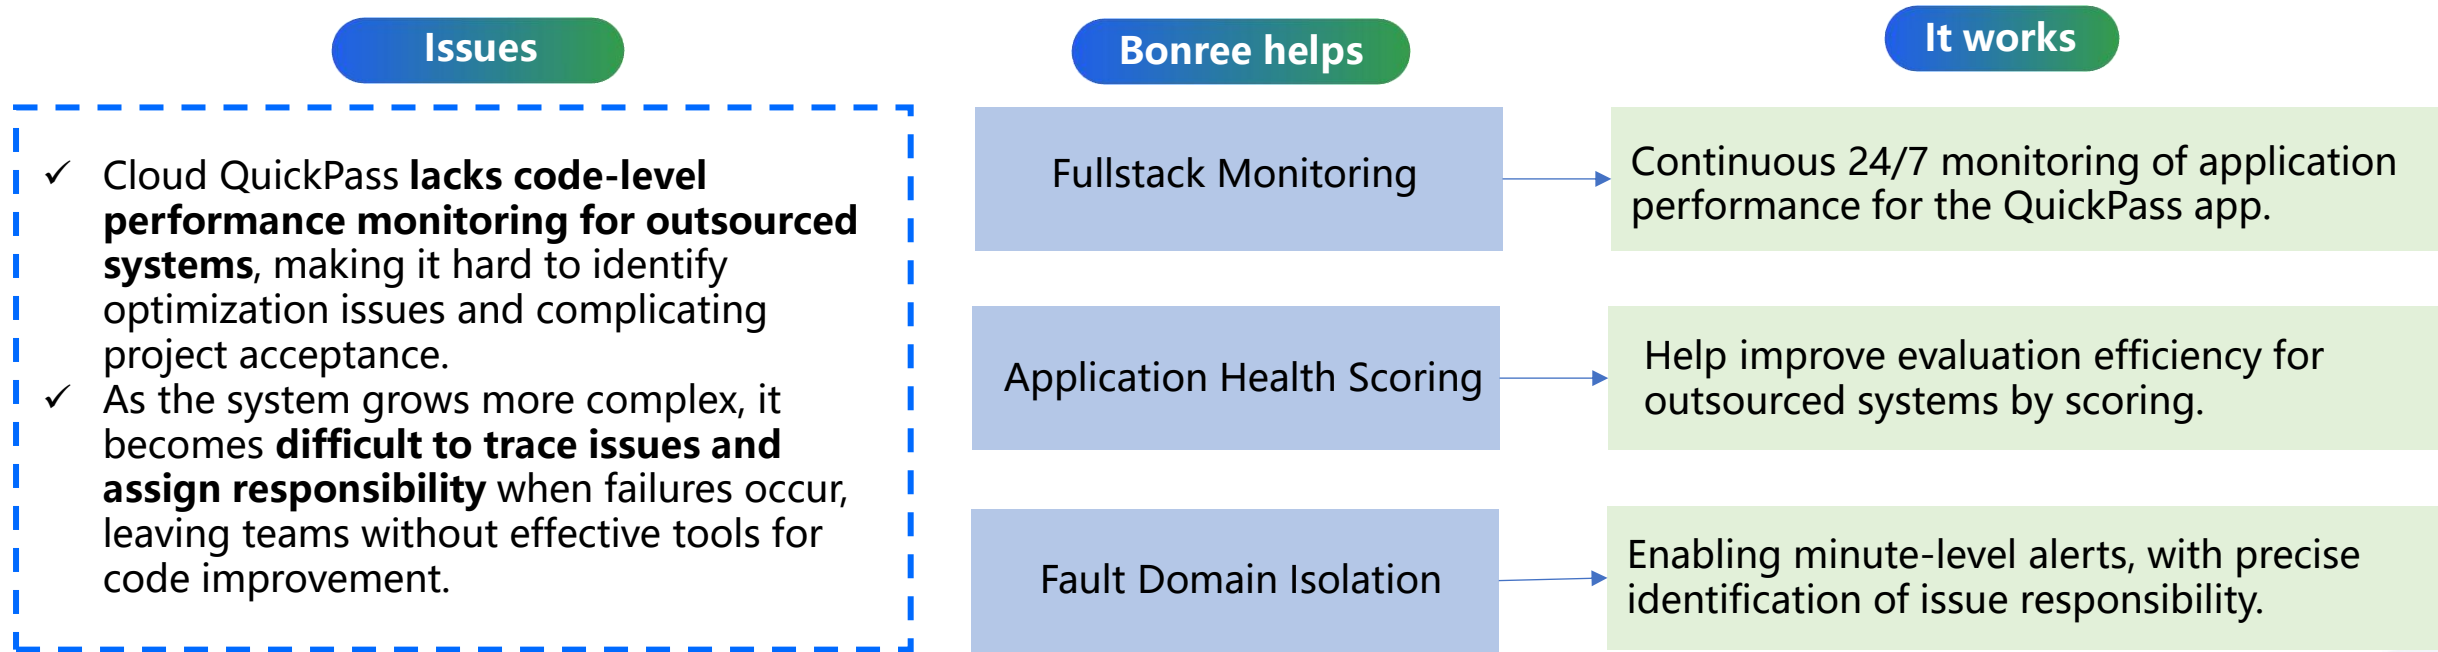 Issues
✓ Cloud QuickPass lacks code-level
performance monitoring for outsourced
systems, making it hard to identify
optimization issues and complicating
project acceptance.
✓ As the system grows more complex, it
becomes difficult to trace issues and
assign responsibility when failures occur,
leaving teams without effective tools for
code improvement.
Bonree helps
Fullstack Monitoring
Application Health Scoring
Fault Domain Isolation
It works
Continuous 24/7 monitoring of application
performance for the QuickPass app.
Help improve evaluation efficiency for
outsourced systems by scoring.
Enabling minute-level alerts, with precise
identification of issue responsibility.